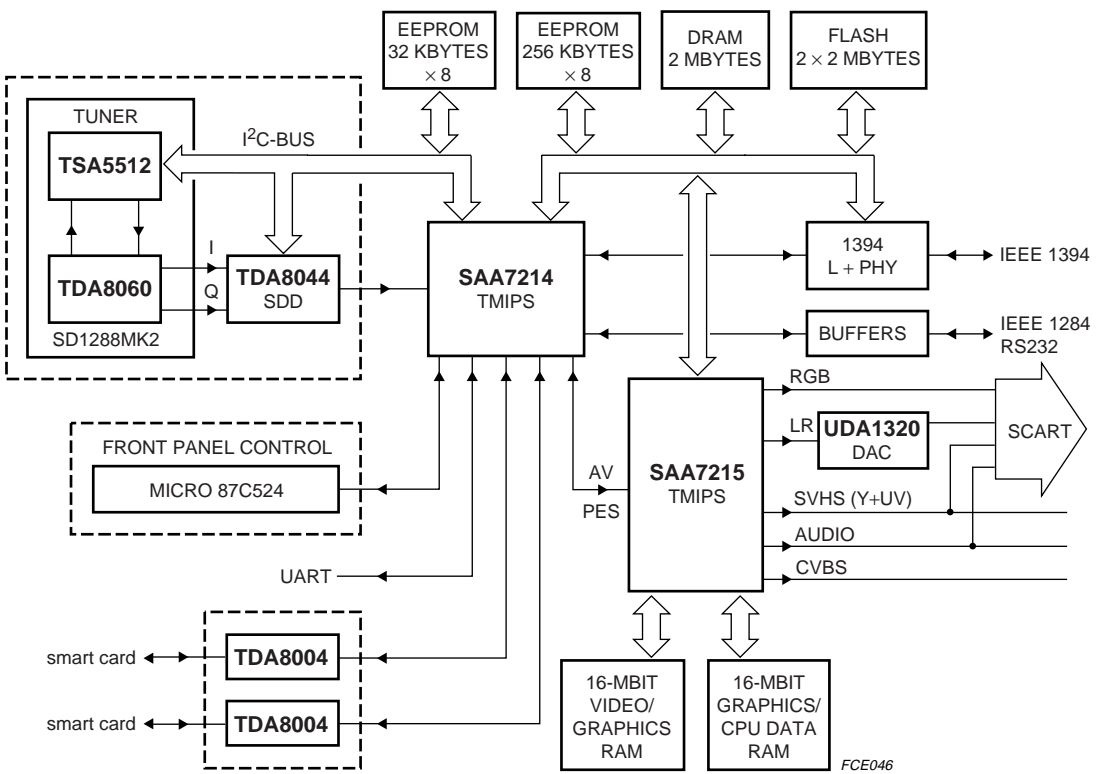 EEPROM
32 KBYTES
× 8
EEPROM
256 KBYTES
× 8
DRAM
2 MBYTES
FLASH
2 × 2 MBYTES
TUNER
TSA5512
I²C-BUS
I
Q
TDA8060
SD1288MK2
TDA8044
SDD
SAA7214
TMIPS
1394
L + PHY
IEEE 1394
BUFFERS
IEEE 1284
RS232
FRONT PANEL CONTROL
MICRO 87C524
AV
PES
SAA7215
TMIPS
RGB
LR
UDA1320
DAC
SCART
SVHS (Y+UV)
AUDIO
CVBS
UART
smart card
TDA8004
smart card
TDA8004
16-MBIT
VIDEO/
GRAPHICS
RAM
16-MBIT
GRAPHICS/
CPU DATA
RAM
FCE046